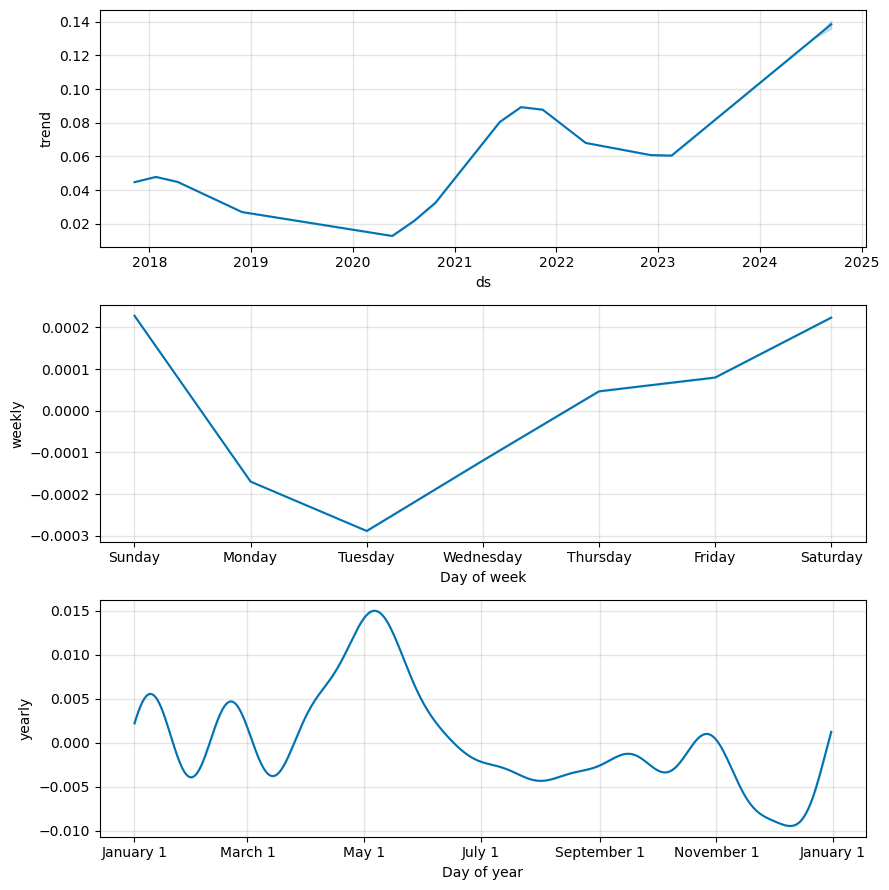 trend
0.14
0.12
0.10
0.08
0.06
0.04
0.02
2018 2019 2020 2021 2022 2023 2024 2025
ds
weekly
0.0002
0.0001
0.0000
−0.0001
−0.0002
−0.0003
Sunday Monday Tuesday Wednesday Thursday Friday Saturday
Day of week
yearly
0.015
0.010
0.005
0.000
−0.005
−0.010
January 1 March 1 May 1 July 1 September 1 November 1 January 1
Day of year